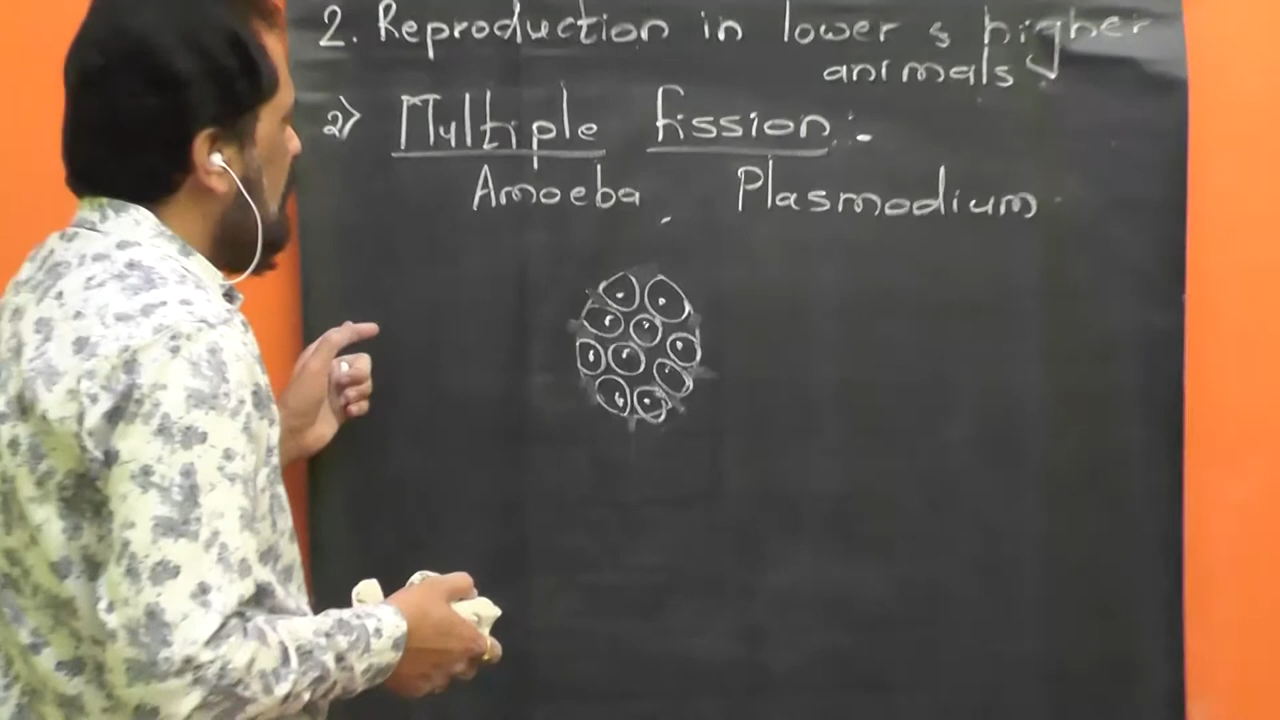 2. Reproduction in lower & higher
animals
2) Multiple fission :-
Amoeba, Plasmodium